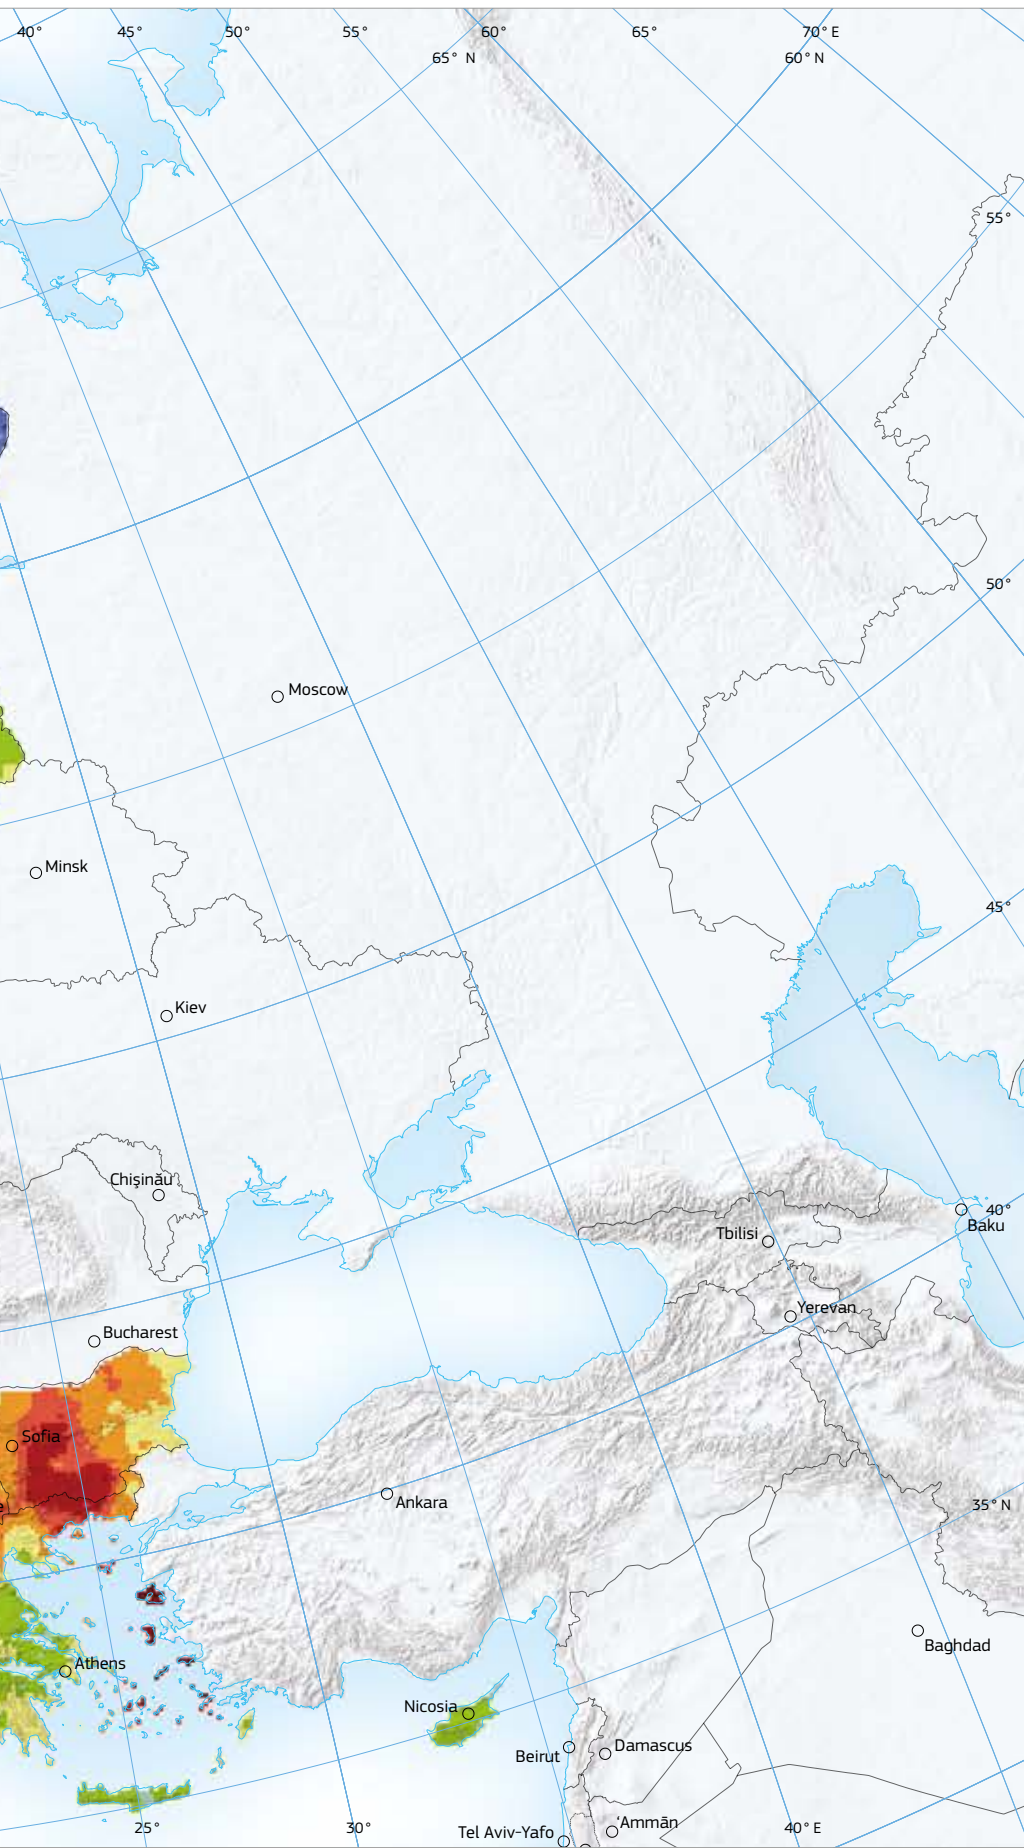 40° 45° 50° 55° 60° 65° 70° E
65° N 60° N
55°
50°
Moscow
Minsk
45°
Kiev
Chişinău
40°
Baku
Tbilisi
Yerevan
Bucharest
Sofia
Ankara
35° N
e
Baghdad
Athens
Nicosia
Damascus
Beirut
'Ammān
25° 30° Tel Aviv-Yafo 40° E